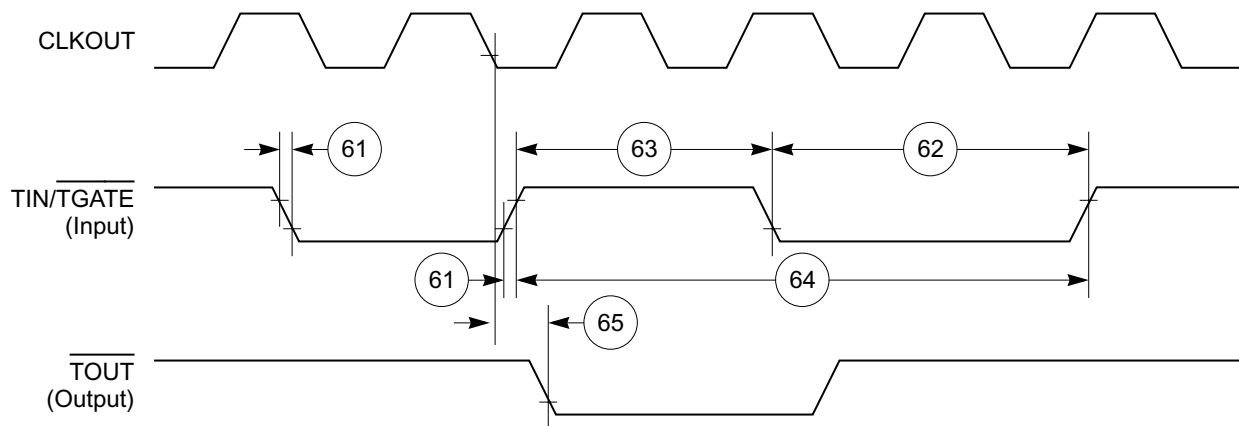 CLKOUT
61
63
62
TIN/TGATE
(Input)
61
64
65
TOUT
(Output)